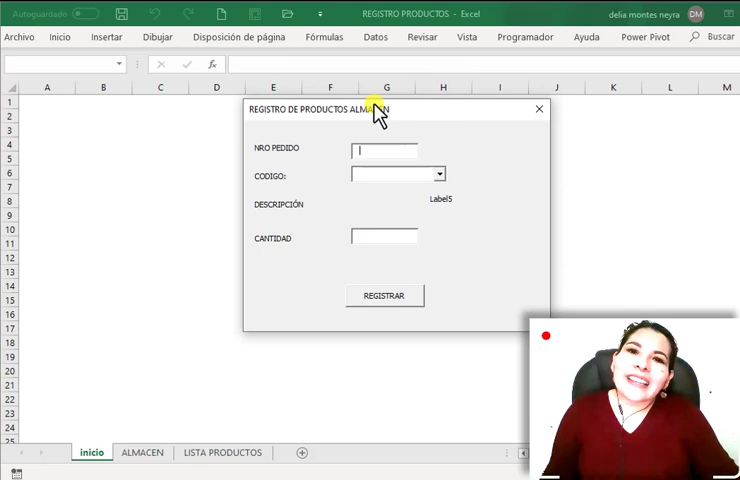 Autoguardado
REGISTRO PRODUCTOS - Excel
delia montes neyra
DM
Archivo Inicio Insertar Dibujar Disposición de página Fórmulas Datos Revisar Vista Programador Ayuda Power Pivot Buscar
fx
A B C D E F G H I J K L M
1
2
3
4
5
6
7
8
9
10
11
12
13
14
15
16
17
18
19
20
21
22
23
24
25
REGISTRO DE PRODUCTOS ALMACEN
NRO PEDIDO
CODIGO:
DESCRIPCIÓN
Label5
CANTIDAD
REGISTRAR
inicio ALMACEN LISTA PRODUCTOS